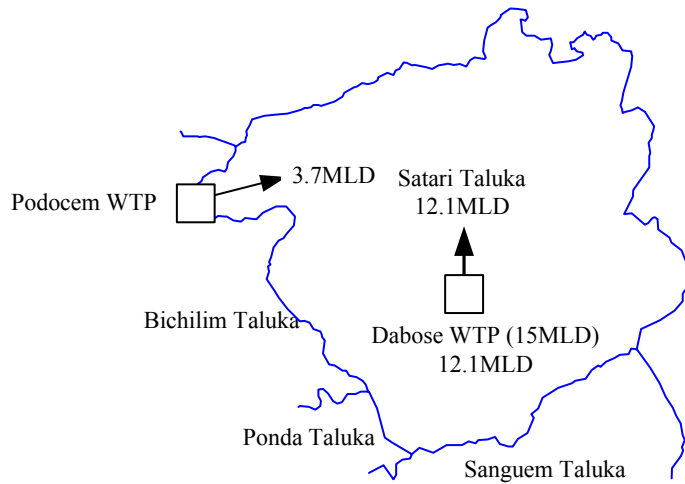 3.7MLD
Satari Taluka
12.1MLD
Podocem WTP
Bichilim Taluka
Dabose WTP (15MLD)
12.1MLD
Ponda Taluka
Sanguem Taluka